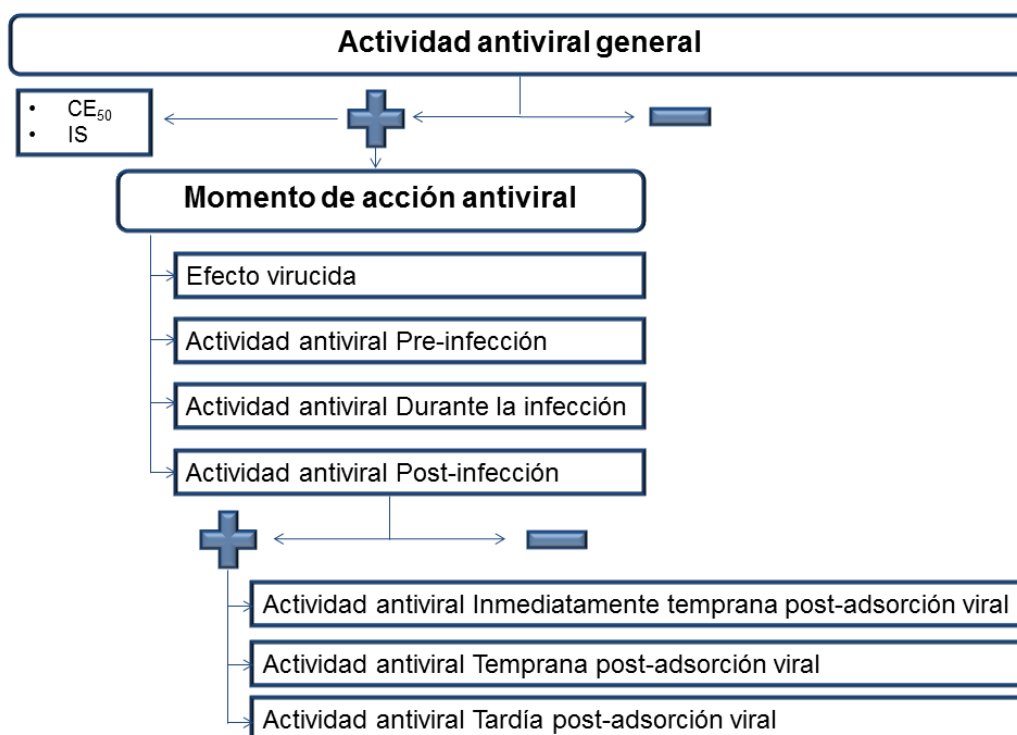 Actividad antiviral general
• CE₅₀
• IS
Momento de acción antiviral
Efecto virucida
Actividad antiviral Pre-infección
Actividad antiviral Durante la infección
Actividad antiviral Post-infección
Actividad antiviral Inmediatamente temprana post-adsorción viral
Actividad antiviral Temprana post-adsorción viral
Actividad antiviral Tardía post-adsorción viral